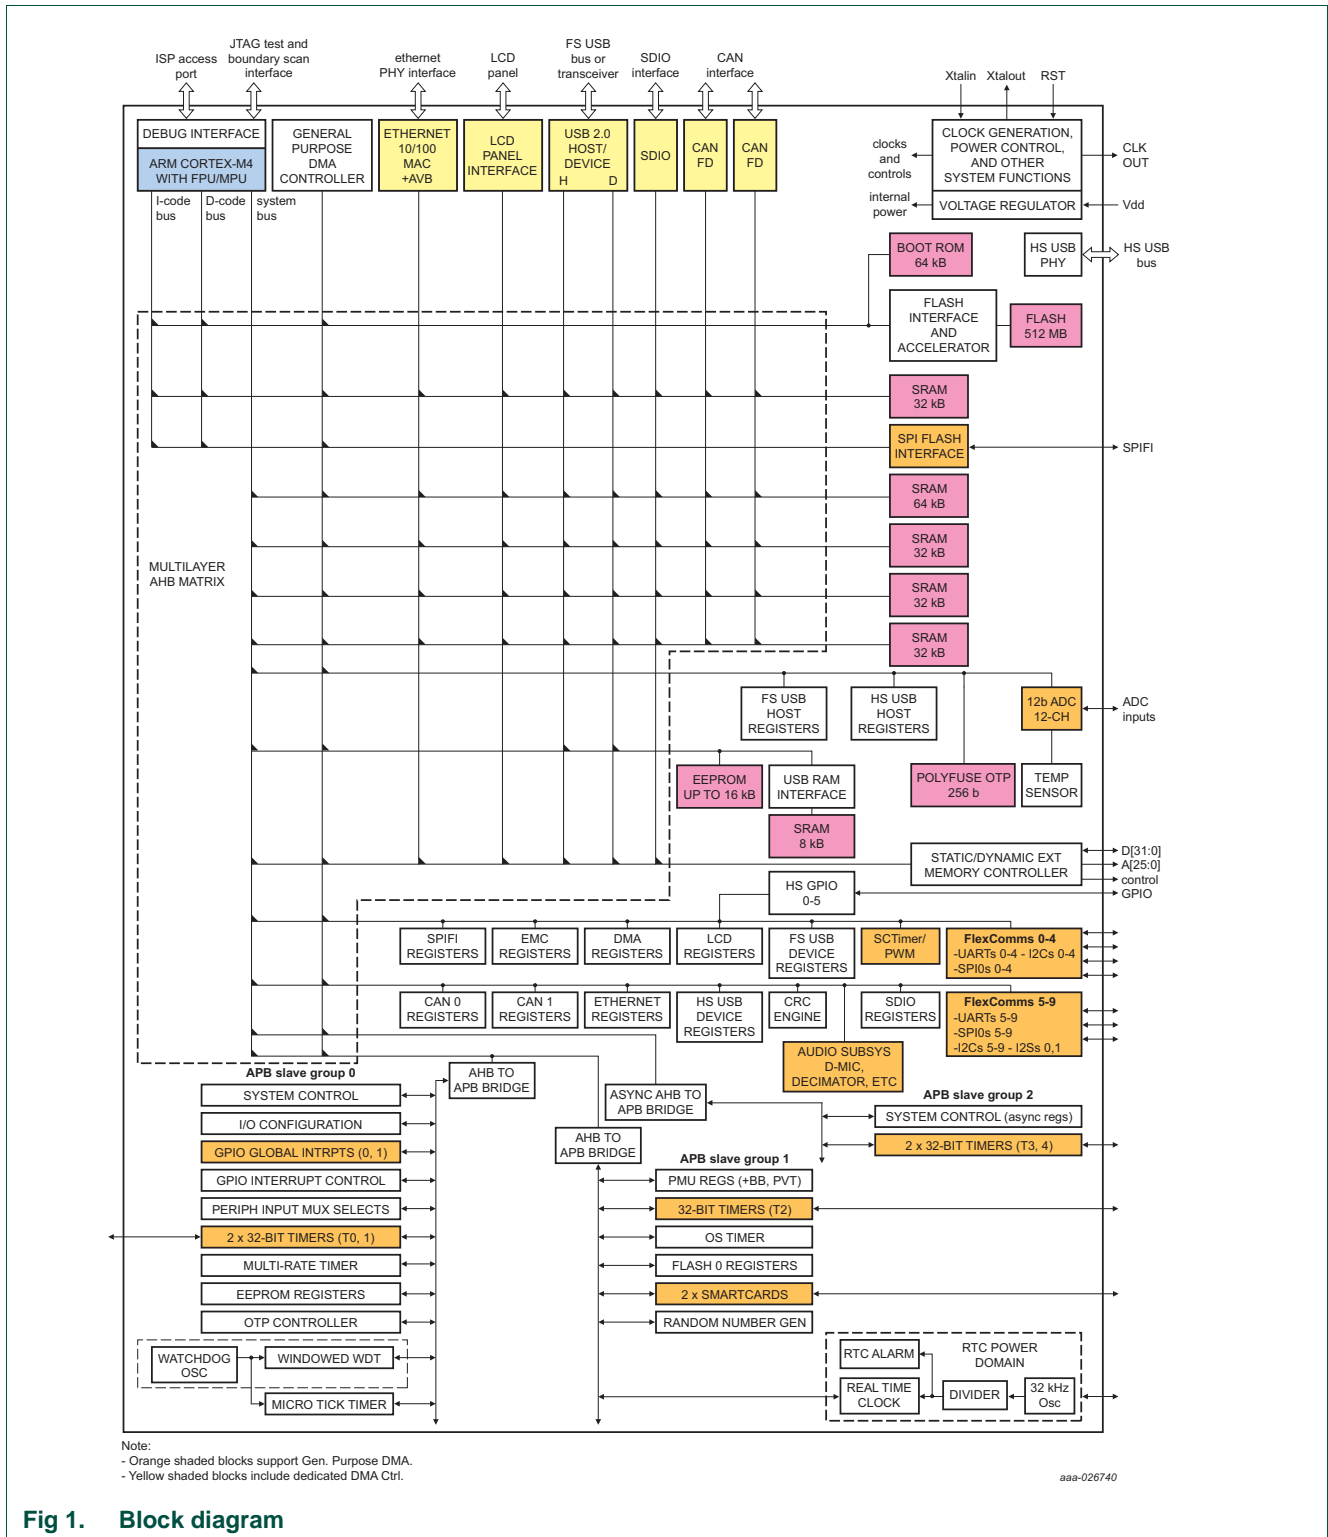 ISP access
port
JTAG test and
boundary scan
interface
ethernet
PHY interface
LCD
panel
FS USB
bus or
transceiver
SDIO
interface
CAN
interface
Xtalin
Xtalout
RST
DEBUG INTERFACE
ARM CORTEX-M4
WITH FPU/MPU
GENERAL
PURPOSE
DMA
CONTROLLER
ETHERNET
10/100
MAC
+AVB
LCD
PANEL
INTERFACE
USB 2.0
HOST/
DEVICE
H D
SDIO
CAN
FD
CAN
FD
clocks
and
controls
CLOCK GENERATION,
POWER CONTROL,
AND OTHER
SYSTEM FUNCTIONS
CLK
OUT
internal
power
VOLTAGE REGULATOR
Vdd
I-code
bus
D-code
bus
system
bus
BOOT ROM
64 kB
HS USB
PHY
HS USB
bus
FLASH
INTERFACE
AND
ACCELERATOR
FLASH
512 MB
SRAM
32 kB
SPI FLASH
INTERFACE
SPIFI
SRAM
64 kB
SRAM
32 kB
MULTILAYER
AHB MATRIX
SRAM
32 kB
SRAM
32 kB
FS USB
HOST
REGISTERS
HS USB
HOST
REGISTERS
12b ADC
12-CH
ADC
inputs
EEPROM
UP TO 16 kB
USB RAM
INTERFACE
POLYFUSE OTP
256 b
TEMP
SENSOR
SRAM
8 kB
STATIC/DYNAMIC EXT
MEMORY CONTROLLER
D[31:0]
A[25:0]
control
GPIO
HS GPIO
0-5
SPIFI
REGISTERS
EMC
REGISTERS
DMA
REGISTERS
LCD
REGISTERS
FS USB
DEVICE
REGISTERS
SCTimer/
PWM
FlexComms 0-4
-UARTs 0-4 - I2Cs 0-4
-SPI0s 0-4
CAN 0
REGISTERS
CAN 1
REGISTERS
ETHERNET
REGISTERS
HS USB
DEVICE
REGISTERS
CRC
ENGINE
SDIO
REGISTERS
FlexComms 5-9
-UARTs 5-9
-SPI0s 5-9
-I2Cs 5-9 - I2Ss 0,1
AUDIO SUBSYS
D-MIC,
DECIMATOR, ETC
APB slave group 0
AHB TO
APB BRIDGE
ASYNC AHB TO
APB BRIDGE
APB slave group 2
SYSTEM CONTROL
SYSTEM CONTROL (async regs)
I/O CONFIGURATION
AHB TO
APB BRIDGE
2 x 32-BIT TIMERS (T3, 4)
GPIO GLOBAL INTRPTS (0, 1)
APB slave group 1
GPIO INTERRUPT CONTROL
PMU REGS (+BB, PVT)
PERIPH INPUT MUX SELECTS
32-BIT TIMERS (T2)
2 x 32-BIT TIMERS (T0, 1)
OS TIMER
MULTI-RATE TIMER
FLASH 0 REGISTERS
EEPROM REGISTERS
2 x SMARTCARDS
OTP CONTROLLER
RANDOM NUMBER GEN
WATCHDOG
OSC
WINDOWED WDT
MICRO TICK TIMER
RTC ALARM
RTC POWER
DOMAIN
REAL TIME
CLOCK
DIVIDER
32 kHz
Osc
Note:
- Orange shaded blocks support Gen. Purpose DMA.
- Yellow shaded blocks include dedicated DMA Ctrl.
aaa-026740
Fig 1. Block diagram